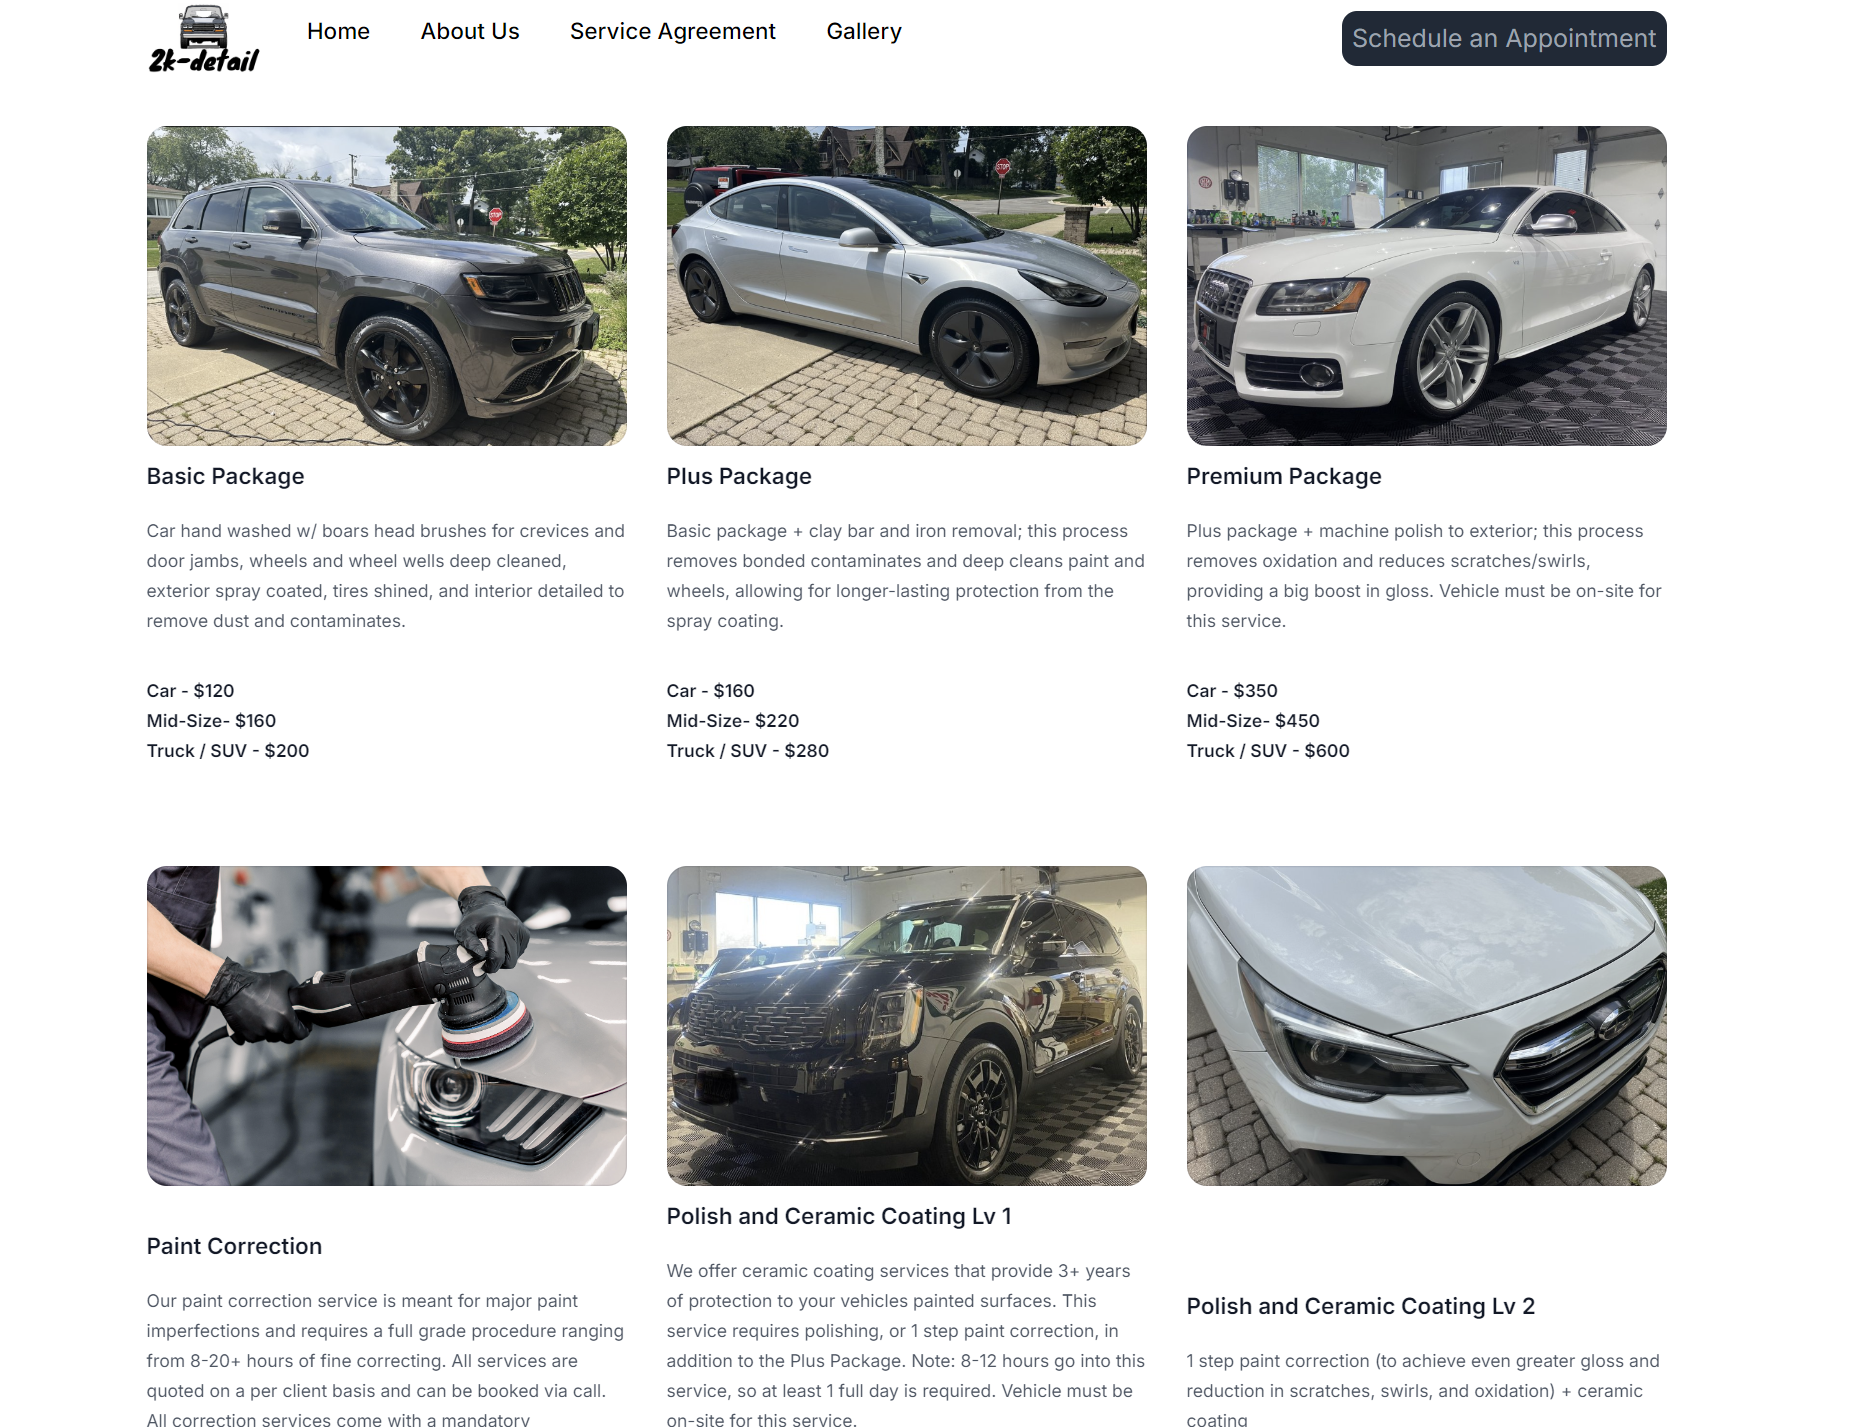 2k-detail
Home
About Us
Service Agreement
Gallery
Schedule an Appointment
STOP
STOP
Basic Package
Car hand washed w/ boars head brushes for crevices and
door jambs, wheels and wheel wells deep cleaned,
exterior spray coated, tires shined, and interior detailed to
remove dust and contaminates.
Car - $120
Mid-Size- $160
Truck / SUV - $200
Plus Package
Basic package + clay bar and iron removal; this process
removes bonded contaminates and deep cleans paint and
wheels, allowing for longer-lasting protection from the
spray coating.
Car - $160
Mid-Size- $220
Truck / SUV - $280
Premium Package
Plus package + machine polish to exterior; this process
removes oxidation and reduces scratches/swirls,
providing a big boost in gloss. Vehicle must be on-site for
this service.
Car - $350
Mid-Size- $450
Truck / SUV - $600
Paint Correction
Our paint correction service is meant for major paint
imperfections and requires a full grade procedure ranging
from 8-20+ hours of fine correcting. All services are
quoted on a per client basis and can be booked via call.
All correction services come with a mandatory
Polish and Ceramic Coating Lv 1
We offer ceramic coating services that provide 3+ years
of protection to your vehicles painted surfaces. This
service requires polishing, or 1 step paint correction, in
addition to the Plus Package. Note: 8-12 hours go into this
service, so at least 1 full day is required. Vehicle must be
on-site for this service.
Polish and Ceramic Coating Lv 2
1 step paint correction (to achieve even greater gloss and
reduction in scratches, swirls, and oxidation) + ceramic
coating